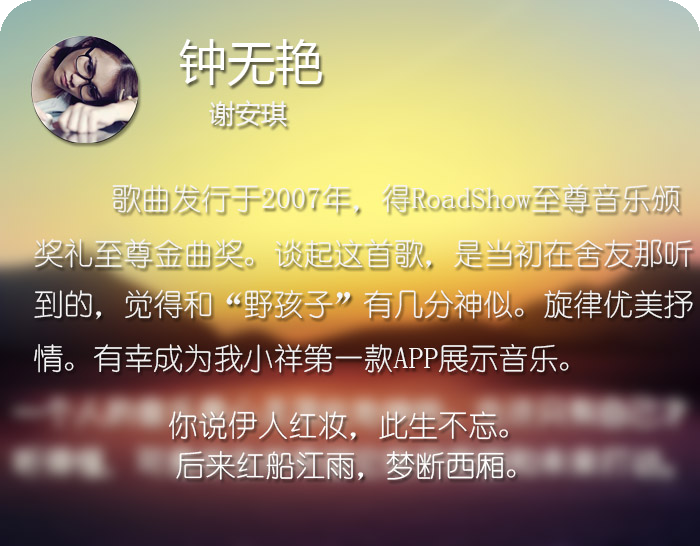 钟无艳
谢安琪
歌曲发行于2007年，得RoadShow至尊音乐颁
奖礼至尊金曲奖。谈起这首歌，是当初在舍友那听
到的，觉得和“野孩子”有几分神似。旋律优美抒
情。有幸成为我小祥第一款APP展示音乐。
你说伊人红妆，此生不忘。
后来红船江雨，梦断西厢。